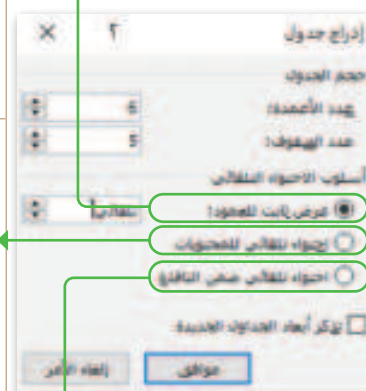 إدراج جدول ؟
حجم الجدول
عدد الأعمدة: 6
عدد الصفوف: 5
أسلوب الاحتواء التلقائي
عرض ثابت للعمود: تلقائي
احتواء تلقائي للمحتويات
احتواء تلقائي ضمن النافذة
تذكر أبعاد الجداول الجديدة
موافق إلغاء الأمر